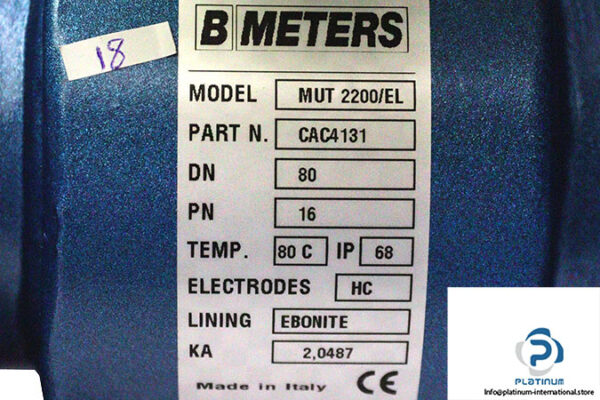 18
B METERS
MODEL MUT 2200/EL
PART N. CAC4131
DN 80
PN 16
TEMP. 80 C IP 68
ELECTRODES HC
LINING EBONITE
KA 2,0487
Made in Italy CE
PLATINUM
Info@platinum-international.store